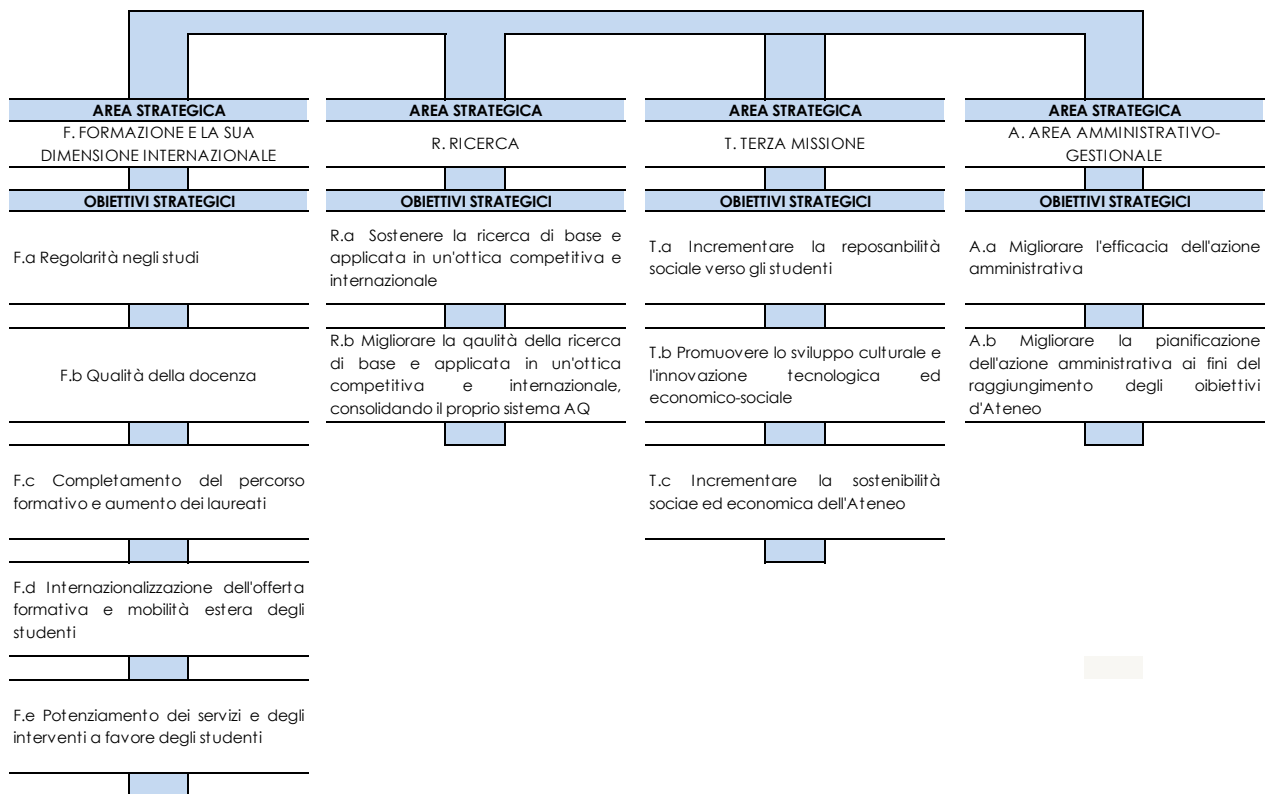 AREA STRATEGICA
F. FORMAZIONE E LA SUA
DIMENSIONE INTERNAZIONALE
OBIETTIVI STRATEGICI
F.a Regolarità negli studi
F.b Qualità della docenza
F.c Completamento del percorso
formativo e aumento dei laureati
F.d Internazionalizzazione dell'offerta
formativa e mobilità estera degli
studenti
F.e Potenziamento dei servizi e degli
interventi a favore degli studenti
AREA STRATEGICA
R. RICERCA
OBIETTIVI STRATEGICI
R.a Sostenere la ricerca di base e
applicata in un'ottica competitiva e
internazionale
R.b Migliorare la qaulità della ricerca
di base e applicata in un'ottica
competitiva e internazionale,
consolidando il proprio sistema AQ
AREA STRATEGICA
T. TERZA MISSIONE
OBIETTIVI STRATEGICI
T.a Incrementare la reposanbilità
sociale verso gli studenti
T.b Promuovere lo sviluppo culturale e
l'innovazione tecnologica ed
economico-sociale
T.c Incrementare la sostenibilità
sociae ed economica dell'Ateneo
AREA STRATEGICA
A. AREA AMMINISTRATIVO-
GESTIONALE
OBIETTIVI STRATEGICI
A.a Migliorare l'efficacia dell'azione
amministrativa
A.b Migliorare la pianificazione
dell'azione amministrativa ai fini del
raggiungimento degli oibiettivi
d'Ateneo